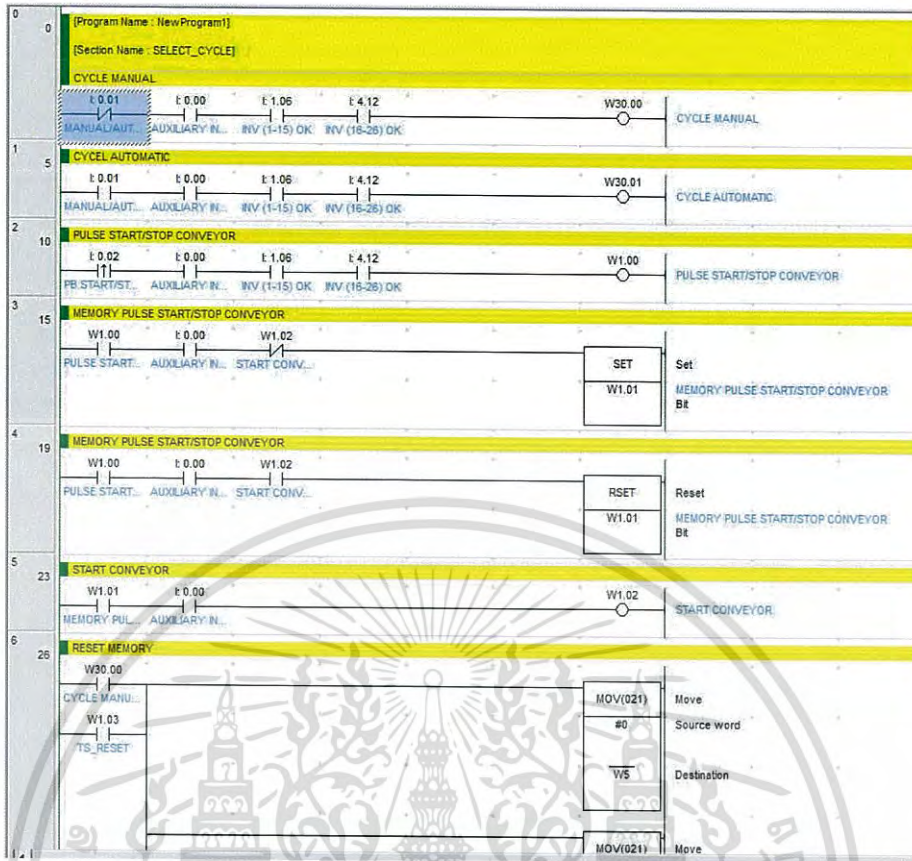 0
0
[Program Name : NewProgram1]
[Section Name : SELECT_CYCLE]
CYCLE MANUAL
I: 0.01 I: 0.00 I: 1.06 I: 4.12 W30.00
MANUAL/AUT... AUXILIARY IN... INV (1-15) OK INV (16-26) OK CYCLE MANUAL
1
5
CYCEL AUTOMATIC
I: 0.01 I: 0.00 I: 1.06 I: 4.12 W30.01
MANUAL/AUT... AUXILIARY IN... INV (1-15) OK INV (16-26) OK CYCLE AUTOMATIC
2
10
PULSE START/STOP CONVEYOR
I: 0.02 I: 0.00 I: 1.06 I: 4.12 W1.00
PB.START/ST... AUXILIARY IN... INV (1-15) OK INV (16-26) OK PULSE START/STOP CONVEYOR
3
15
MEMORY PULSE START/STOP CONVEYOR
W1.00 I: 0.00 W1.02
PULSE START... AUXILIARY IN... START CONV...
SET Set
W1.01 MEMORY PULSE START/STOP CONVEYOR
Bit
4
19
MEMORY PULSE START/STOP CONVEYOR
W1.00 I: 0.00 W1.02
PULSE START... AUXILIARY IN... START CONV...
RSET Reset
W1.01 MEMORY PULSE START/STOP CONVEYOR
Bit
5
23
START CONVEYOR
W1.01 I: 0.00 W1.02
MEMORY PUL... AUXILIARY IN... START CONVEYOR
6
26
RESET MEMORY
W30.00
CYCLE MANU...
MOV(021) Move
W1.03 #0 Source word
TS_RESET
W5 Destination
MOV(021) Move